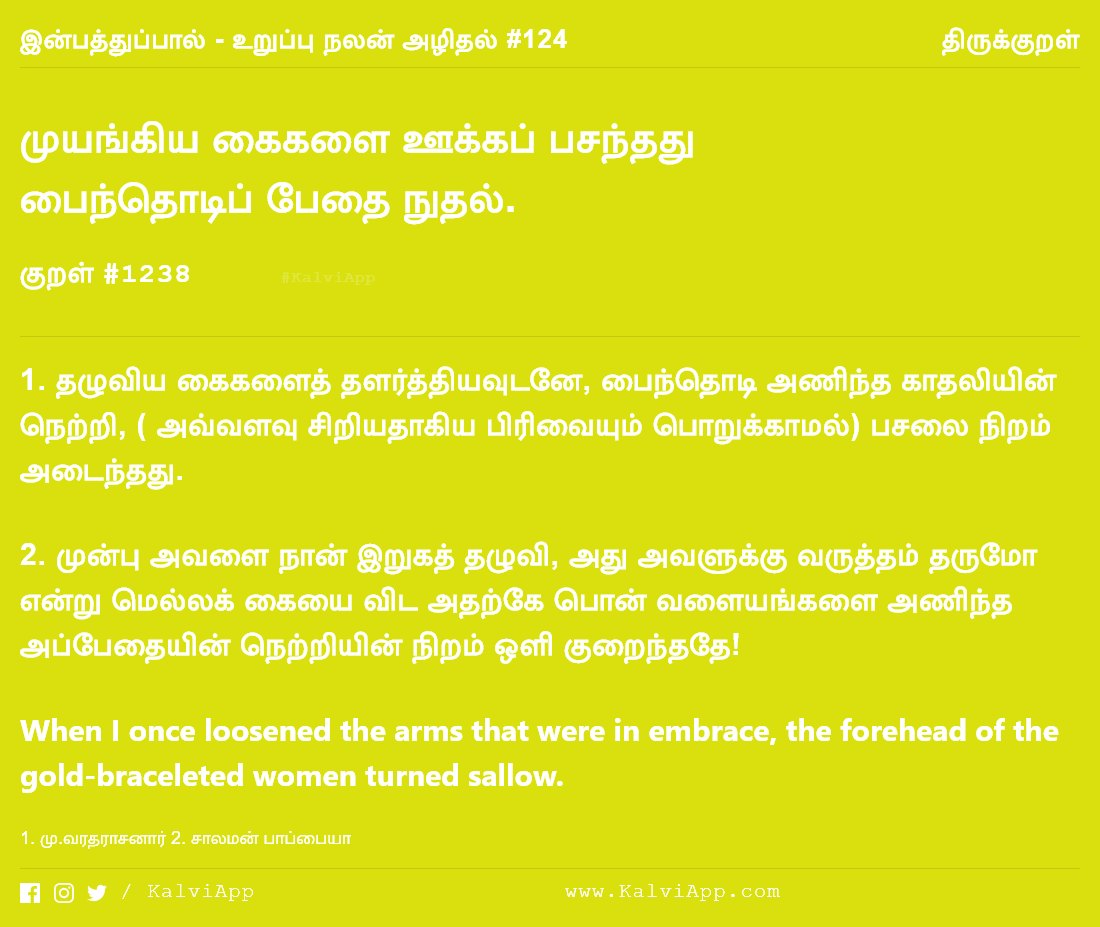 இன்பத்துப்பால் - உறுப்பு நலன் அழிதல் #124 திருக்குறள்
முயங்கிய கைகளை ஊக்கப் பசந்தது
பைந்தொடிப் பேதை நுதல்.
குறள் #1238 #KalviApp
1. தழுவிய கைகளைத் தளர்த்தியவுடனே, பைந்தொடி அணிந்த காதலியின்
நெற்றி, ( அவ்வளவு சிறியதாகிய பிரிவையும் பொறுக்காமல்) பசலை நிறம்
அடைந்தது.
2. முன்பு அவளை நான் இறுகத் தழுவி, அது அவளுக்கு வருத்தம் தருமோ
என்று மெல்லக் கையை விட அதற்கே பொன் வளையங்களை அணிந்த
அப்பேதையின் நெற்றியின் நிறம் ஒளி குறைந்ததே!
When I once loosened the arms that were in embrace, the forehead of the
gold-braceleted women turned sallow.
1. மு.வரதராசனார் 2. சாலமன் பாப்பையா
/ KalviApp www.KalviApp.com